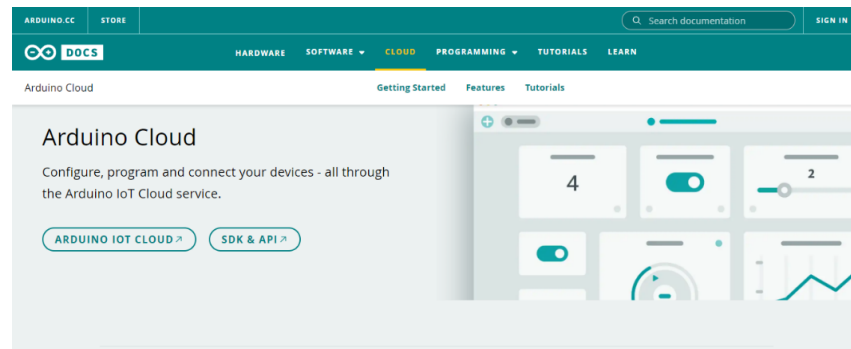 ARDUINO.CC STORE Search documentation SIGN IN
DOCS HARDWARE SOFTWARE CLOUD PROGRAMMING TUTORIALS LEARN
Arduino Cloud Getting Started Features Tutorials
Arduino Cloud
Configure, program and connect your devices - all through
the Arduino IoT Cloud service.
ARDUINO IOT CLOUD SDK & API
4
2